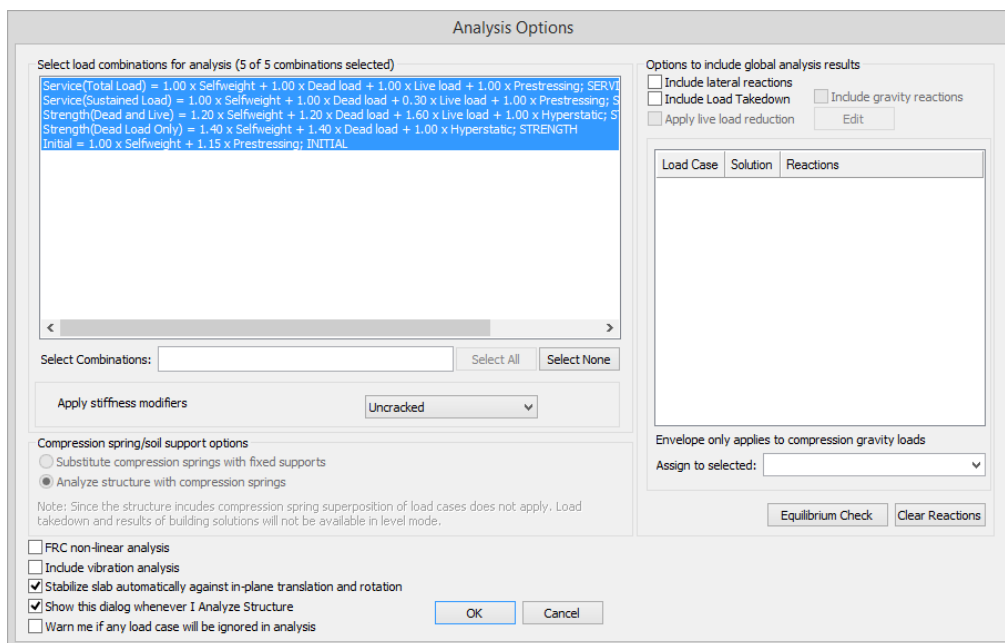 Analysis Options
Select load combinations for analysis (5 of 5 combinations selected)
Service(Total Load) = 1.00 x Selfweight + 1.00 x Dead load + 1.00 x Live load + 1.00 x Prestressing; SERVI
Service(Sustained Load) = 1.00 x Selfweight + 1.00 x Dead load + 0.30 x Live load + 1.00 x Prestressing; S
Strength(Dead and Live) = 1.20 x Selfweight + 1.20 x Dead load + 1.60 x Live load + 1.00 x Hyperstatic; ST
Strength(Dead Load Only) = 1.40 x Selfweight + 1.40 x Dead load + 1.00 x Hyperstatic; STRENGTH
Initial = 1.00 x Selfweight + 1.15 x Prestressing; INITIAL
Select Combinations:
Select All
Select None
Apply stiffness modifiers
Uncracked
Compression spring/soil support options
Substitute compression springs with fixed supports
Analyze structure with compression springs
Note: Since the structure incudes compression spring superposition of load cases does not apply. Load
takedown and results of building solutions will not be available in level mode.
FRC non-linear analysis
Include vibration analysis
Stabilize slab automatically against in-plane translation and rotation
Show this dialog whenever I Analyze Structure
Warn me if any load case will be ignored in analysis
OK
Cancel
Options to include global analysis results
Include lateral reactions
Include Load Takedown
Include gravity reactions
Apply live load reduction
Edit
Load Case Solution Reactions
Envelope only applies to compression gravity loads
Assign to selected:
Equilibrium Check
Clear Reactions